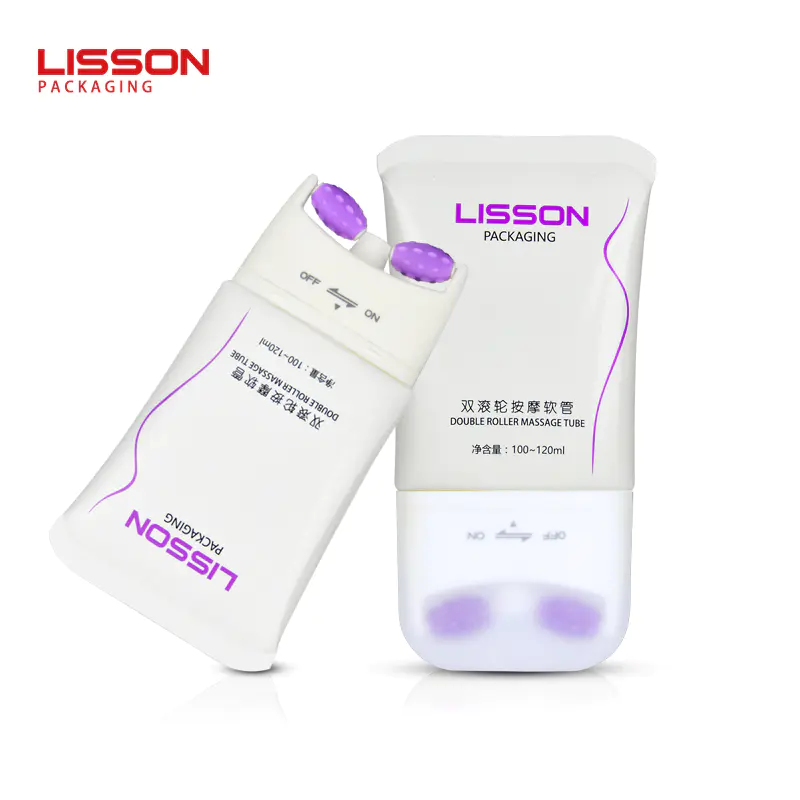 LISSON
PACKAGING
LISSON
PACKAGING
双滚轮按摩软管
DOUBLE ROLLER MASSAGE TUBE
净含量：100~120ml
OFF ON
OFF ON
净含量：100~120ml
DOUBLE ROLLER MASSAGE TUBE
双滚轮按摩软管
PACKAGING
LISSON